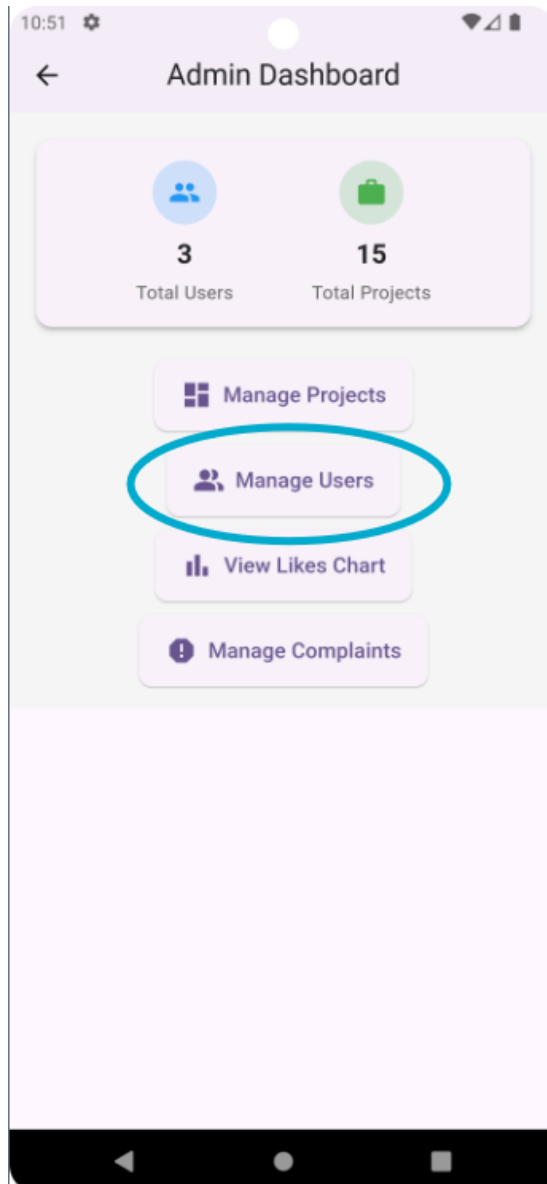 10:51
Admin Dashboard
3 15
Total Users Total Projects
Manage Projects
Manage Users
View Likes Chart
Manage Complaints